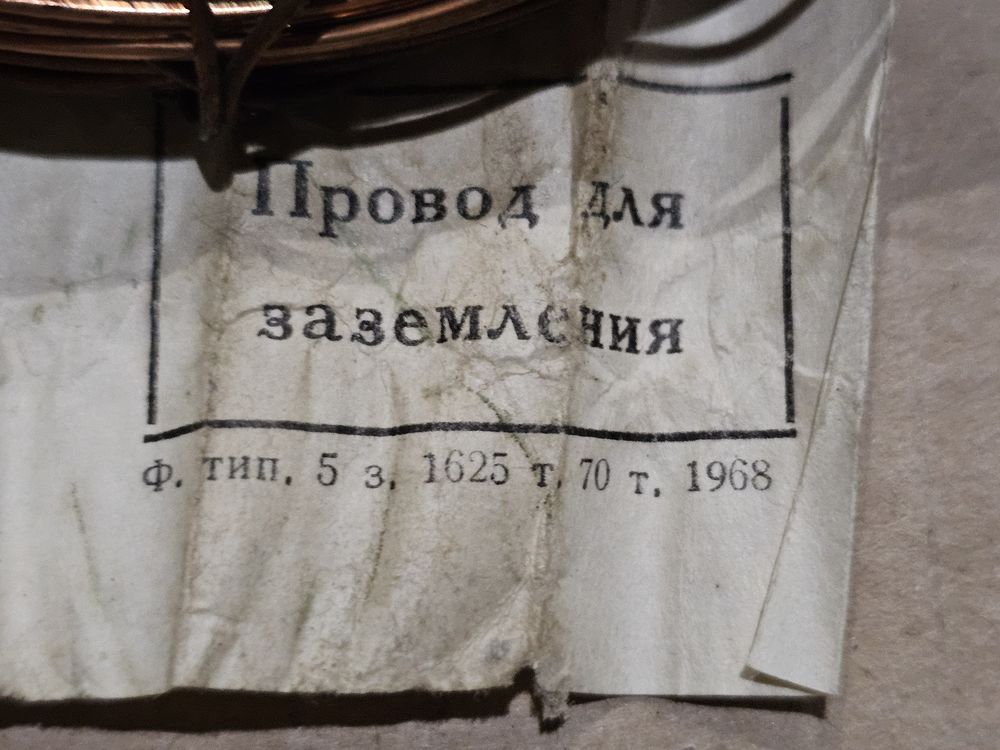 Провод для
заземления
Ф. тип. 5 з. 1625 т. 70 т. 1968